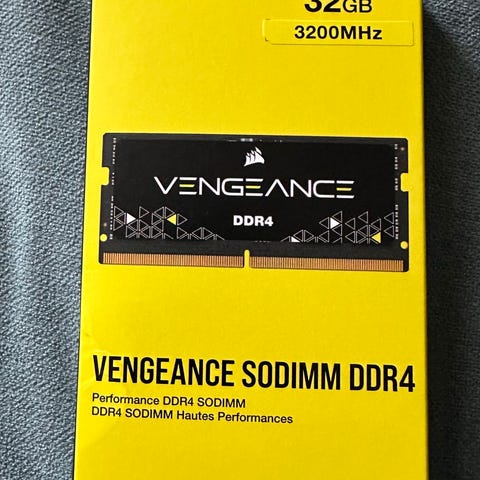 32GB
3200MHz
VENGEANCE
DDR4
VENGEANCE SODIMM DDR4
Performance DDR4 SODIMM
DDR4 SODIMM Hautes Performances